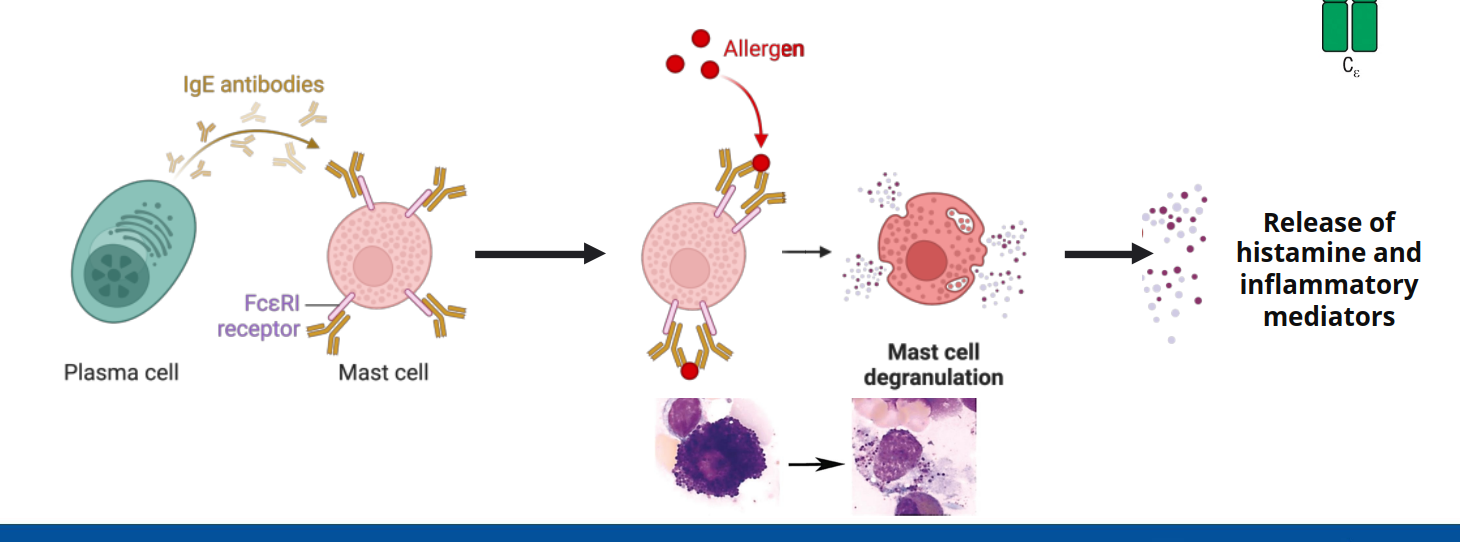 IgE antibodies
Allergen
Cε
FcεRI
receptor
Plasma cell
Mast cell
Mast cell
degranulation
Release of
histamine and
inflammatory
mediators